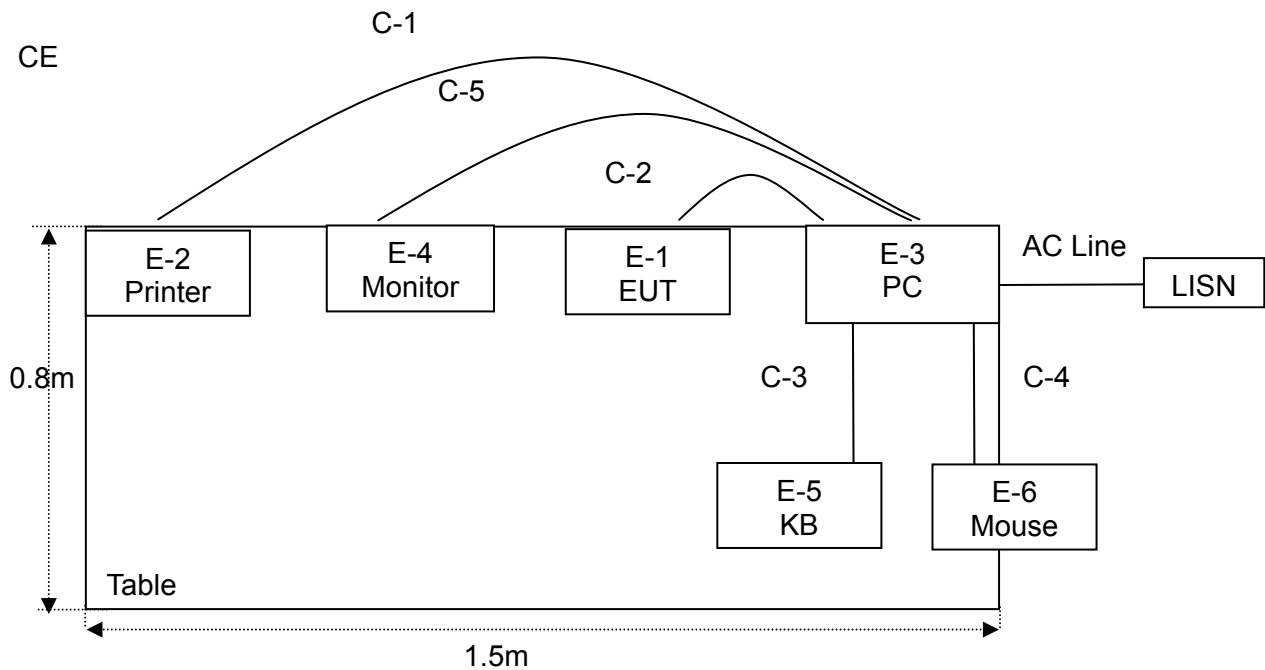 C-1
CE
C-5
C-2
E-2
Printer
E-4
Monitor
E-1
EUT
E-3
PC
AC Line
LISN
0.8m
C-3
C-4
E-5
KB
E-6
Mouse
Table
1.5m